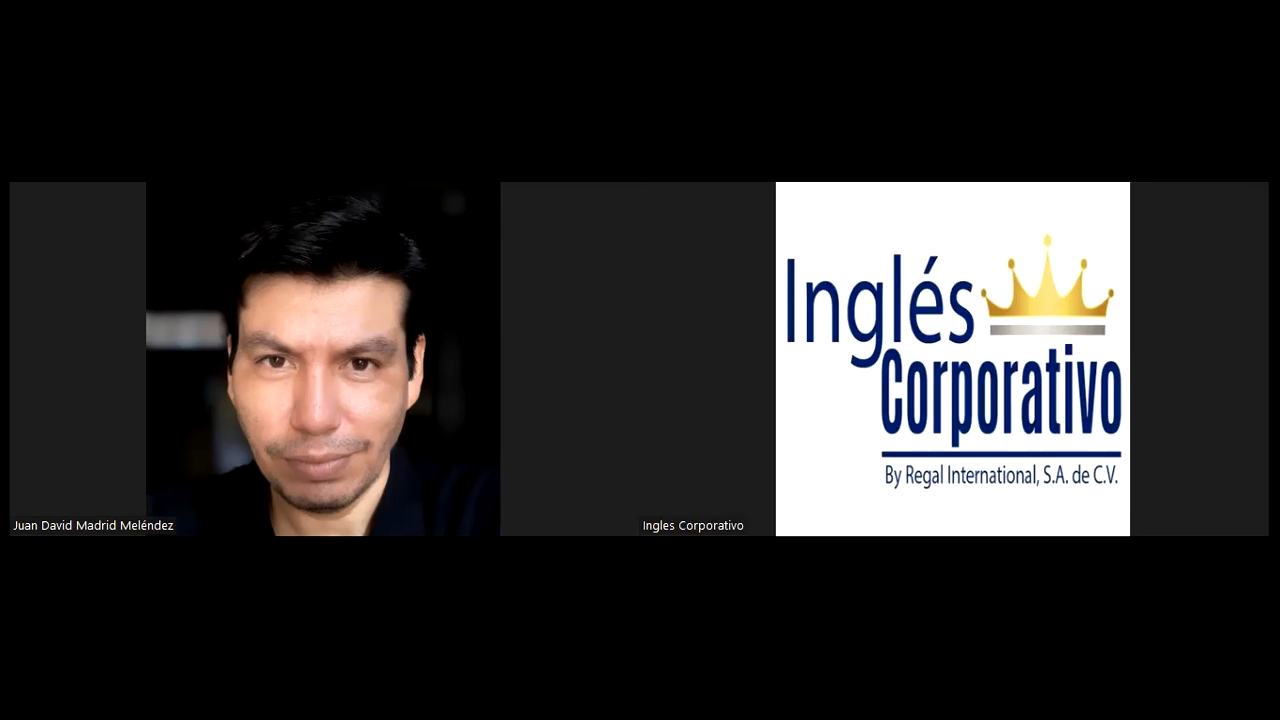 Inglés
Corporativo
By Regal International, S.A. de C.V.
Juan David Madrid Meléndez
Ingles Corporativo